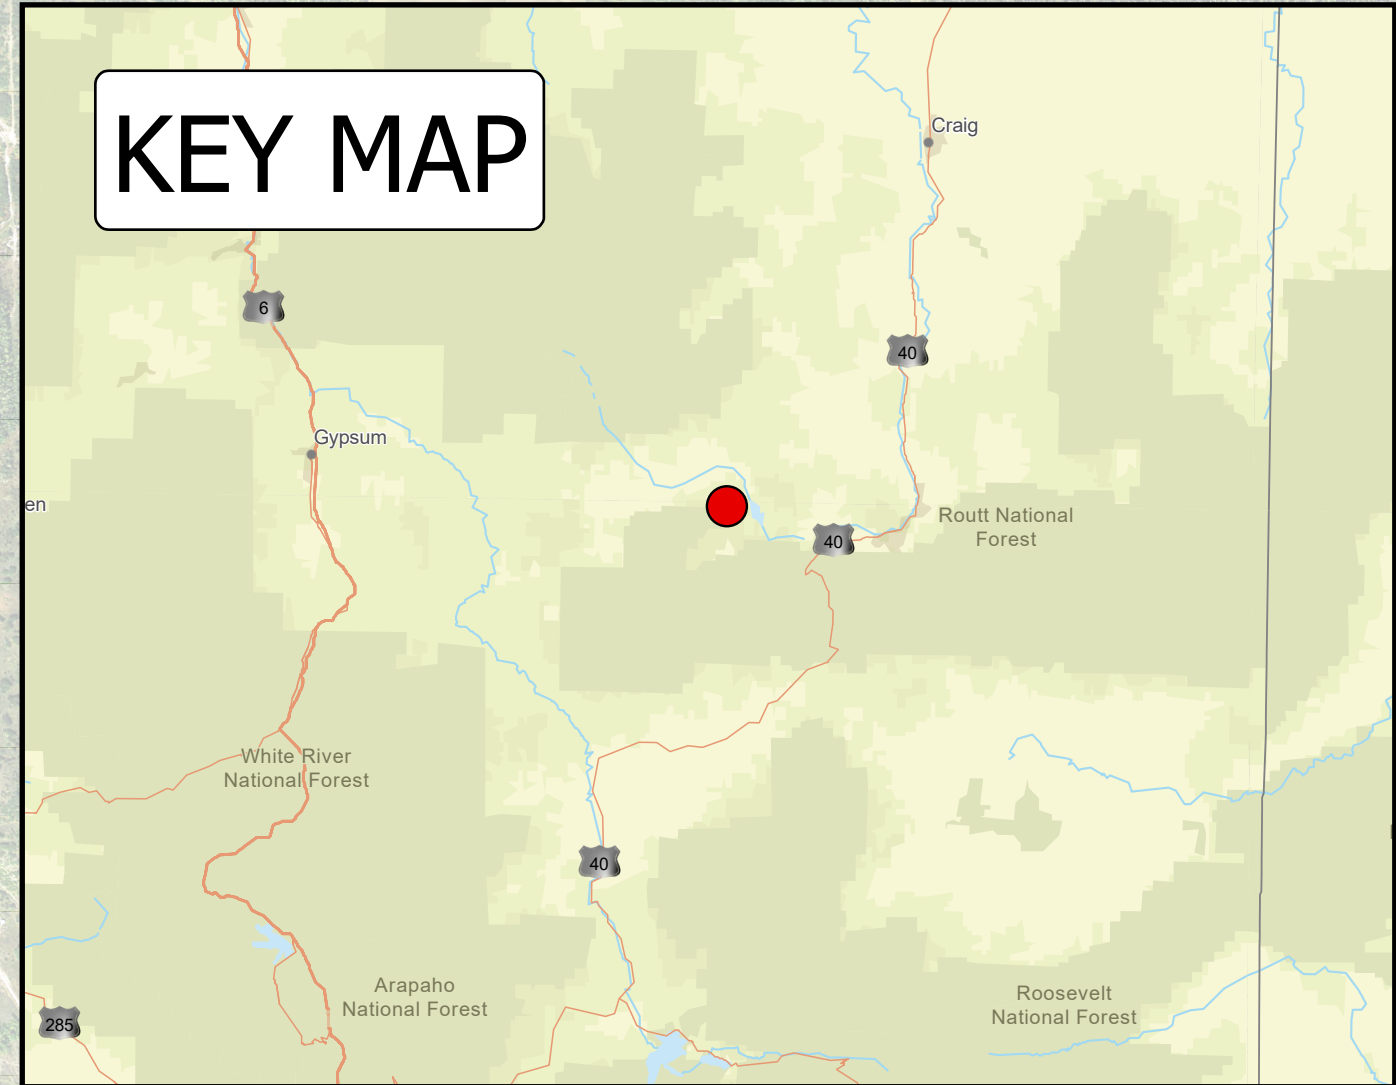 KEY MAP
Craig
6
40
Gypsum
en
Routt National
Forest
40
White River
National Forest
40
Arapaho
National Forest
Roosevelt
National Forest
285